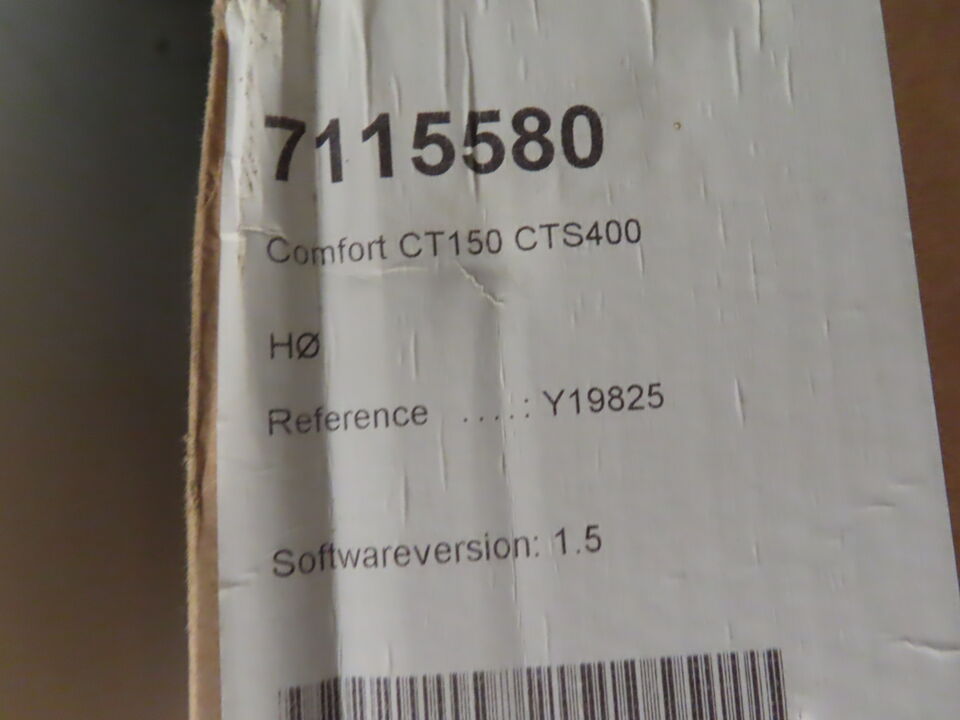 7115580
Comfort CT150 CTS400
HØ
Reference ....: Y19825
Softwareversion: 1.5